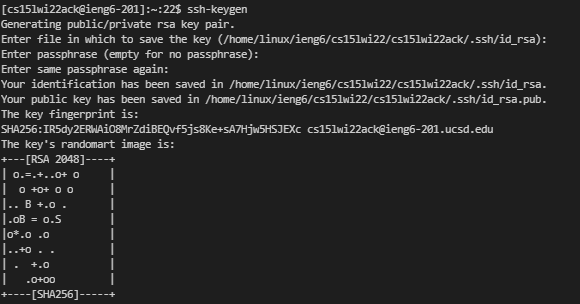 [cs15lwi22ack@ieng6-201]:~:22$ ssh-keygen
Generating public/private rsa key pair.
Enter file in which to save the key (/home/linux/ieng6/cs15lwi22/cs15lwi22ack/.ssh/id_rsa):
Enter passphrase (empty for no passphrase):
Enter same passphrase again:
Your identification has been saved in /home/linux/ieng6/cs15lwi22/cs15lwi22ack/.ssh/id_rsa.
Your public key has been saved in /home/linux/ieng6/cs15lwi22/cs15lwi22ack/.ssh/id_rsa.pub.
The key fingerprint is:
SHA256:IR5dy2ERWAiO8MrZdiBEQvf5js8Ke+sA7Hjw5HSJEXc cs15lwi22ack@ieng6-201.ucsd.edu
The key's randomart image is:
+---[RSA 2048]----+
| o.=.+..o+ o     |
|  o +o+ o o      |
|.. B +.o .       |
|.oB = o.S        |
|o*.o .o          |
|..+o . .         |
| .  +.o          |
|   .o+oo         |
+----[SHA256]-----+